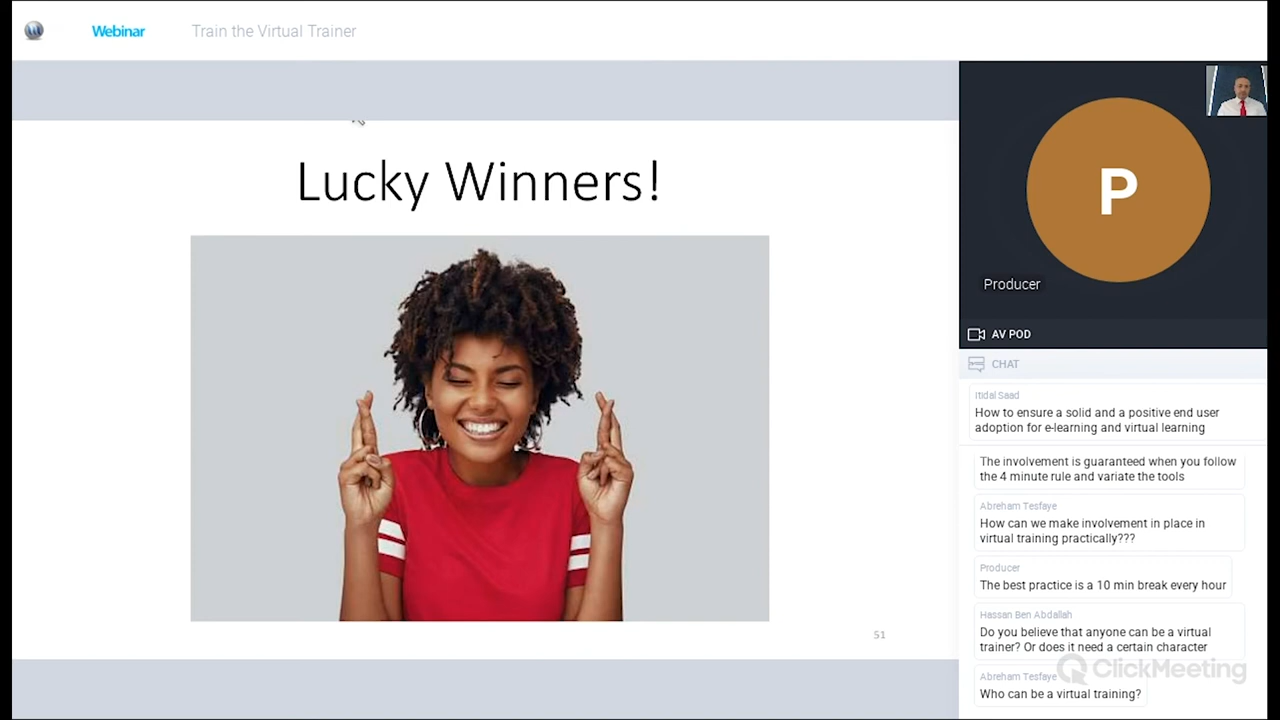 Webinar
Train the Virtual Trainer
Lucky Winners!
51
P
Producer
AV POD
CHAT
Itidal Saad
How to ensure a solid and a positive end user
adoption for e-learning and virtual learning
The involvement is guaranteed when you follow
the 4 minute rule and variate the tools
Abreham Tesfaye
How can we make involvement in place in
virtual training practically???
Producer
The best practice is a 10 min break every hour
Hassan Ben Abdallah
Do you believe that anyone can be a virtual
trainer? Or does it need a certain character
ClickMeeting
Abreham Tesfaye
Who can be a virtual training?